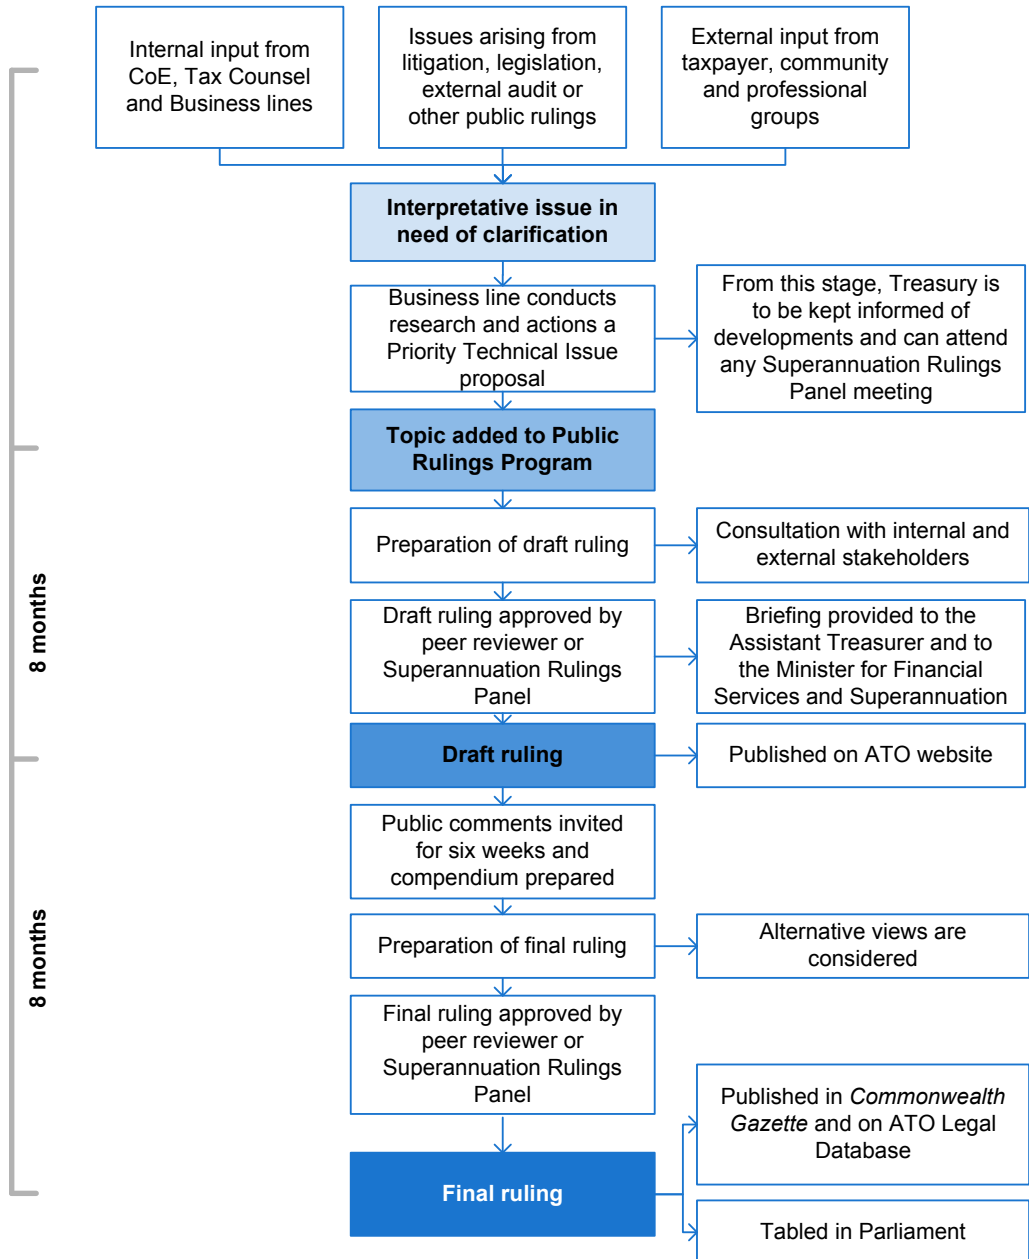 Internal input from
CoE, Tax Counsel
and Business lines
Issues arising from
litigation, legislation,
external audit or
other public rulings
External input from
taxpayer, community
and professional
groups
Interpretative issue in
need of clarification
Business line conducts
research and actions a
Priority Technical Issue
proposal
From this stage, Treasury is
to be kept informed of
developments and can attend
any Superannuation Rulings
Panel meeting
Topic added to Public
Rulings Program
8 months
Preparation of draft ruling
Consultation with internal and
external stakeholders
Draft ruling approved by
peer reviewer or
Superannuation Rulings
Panel
Briefing provided to the
Assistant Treasurer and to
the Minister for Financial
Services and Superannuation
Draft ruling
Published on ATO website
8 months
Public comments invited
for six weeks and
compendium prepared
Preparation of final ruling
Alternative views are
considered
Final ruling approved by
peer reviewer or
Superannuation Rulings
Panel
Published in Commonwealth
Gazette and on ATO Legal
Database
Final ruling
Tabled in Parliament